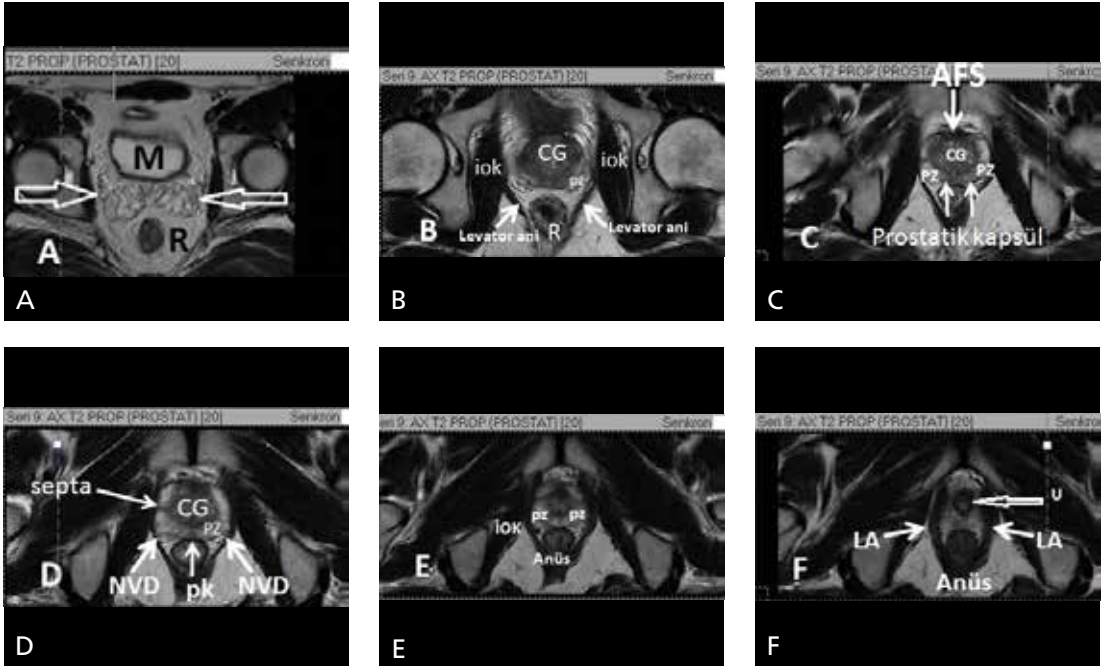 T2 PROP (PROSTAT) [20] Senkron
M
R
A
A
Seri 9: AX T2 PROP (PROSTAT) [20] Senkron
iok CG iok
pz
Levator ani R Levator ani
B
B
Seri 9: AX T2 PROP (PROSTAT)
AFS
CG
PZ PZ
Prostatik kapsül
C
C
Seri 9: AX T2 PROP (PROSTAT) [20] Senkron
septa
CG
PZ
D
NVD pk NVD
D
eri 9: AX T2 PROP (PROSTAT) [20] Senkron
pz pz
iOK
Anüs
E
E
Seri 9: AX T2 PROP (PROSTAT) [20] Senkro
U
LA LA
F
Anüs
F